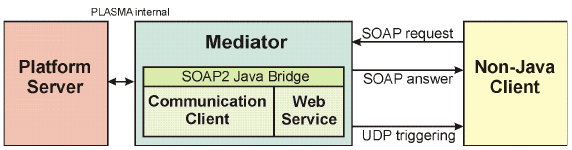 PLASMA internal
Platform
Server
Mediator
SOAP2 Java Bridge
Communication
Client
Web
Service
SOAP request
SOAP answer
UDP triggering
Non-Java
Client